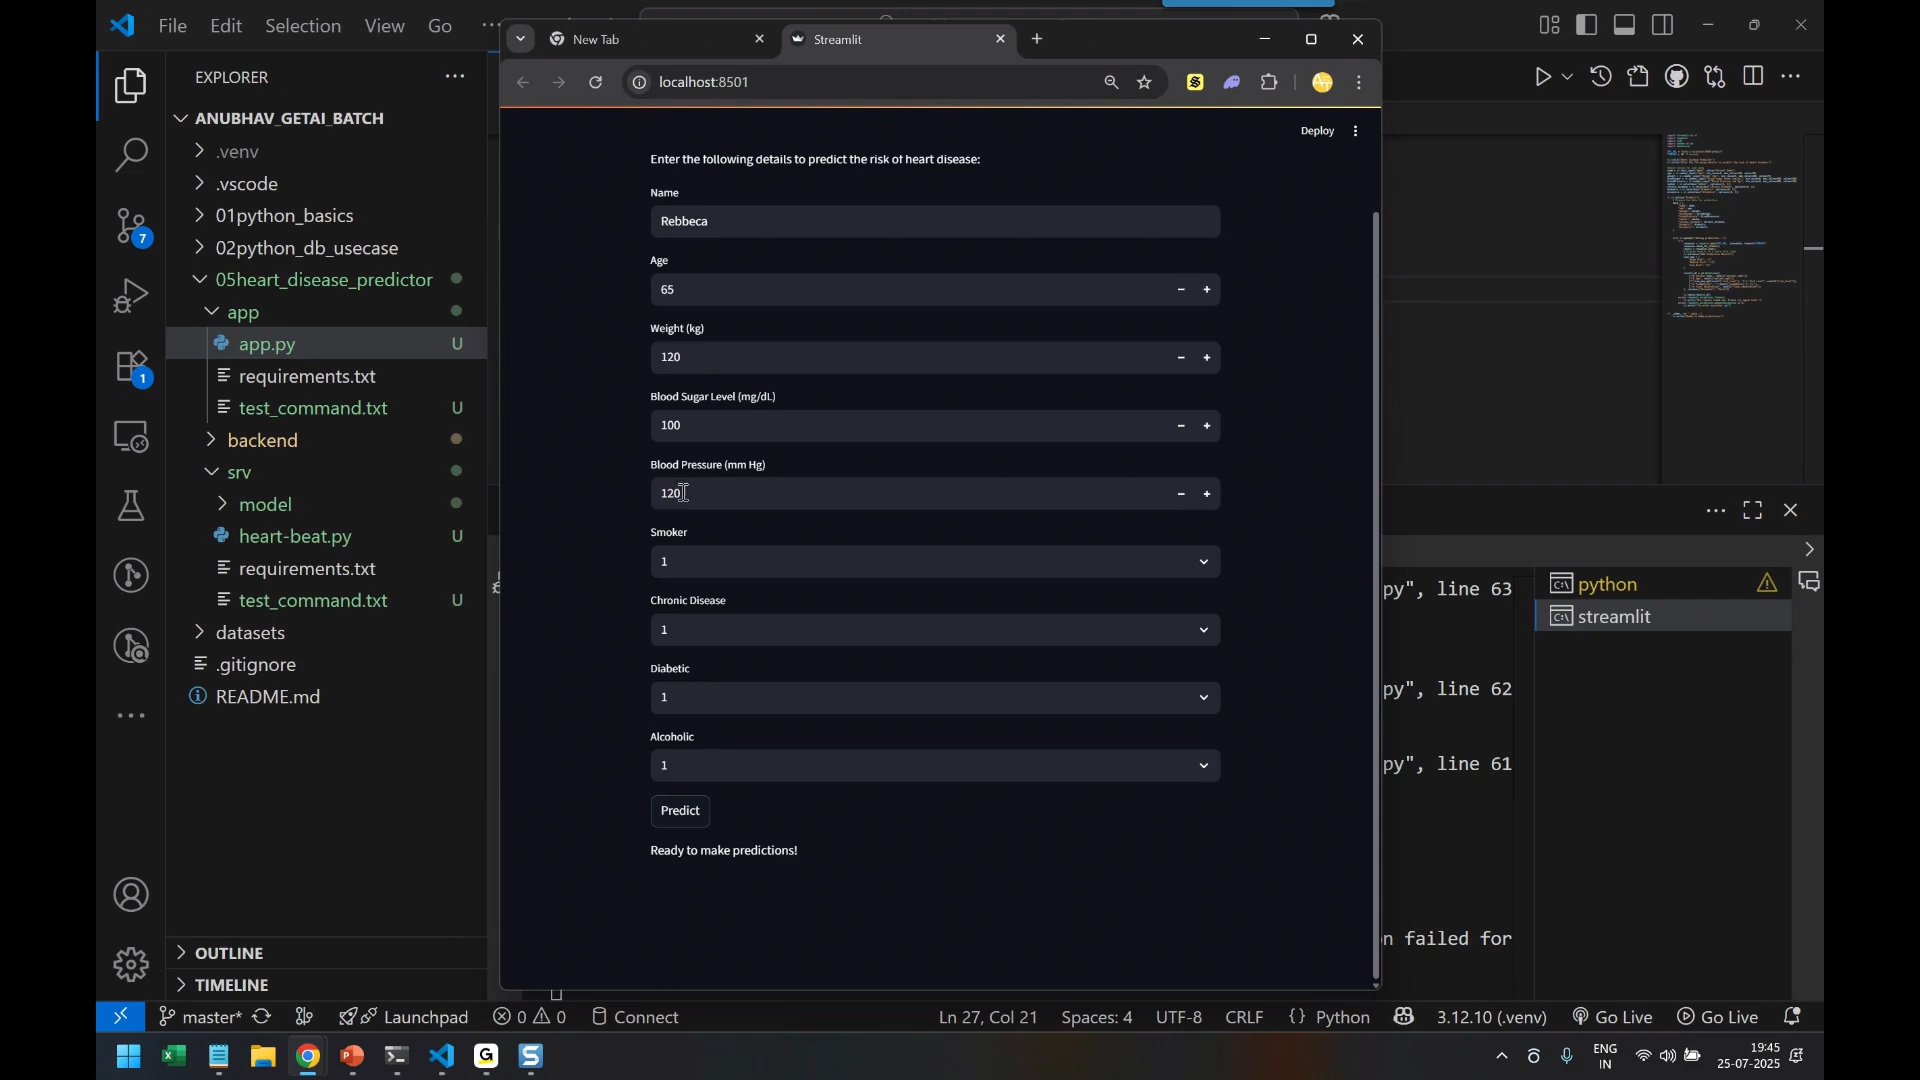 File Edit Selection View Go ...
New Tab
Streamlit
localhost:8501
EXPLORER
ANUBHAV_GETAI_BATCH
.venv
.vscode
01python_basics
02python_db_usecase
05heart_disease_predictor
app
app.py U
requirements.txt
test_command.txt U
backend
srv
model
heart-beat.py U
requirements.txt
test_command.txt U
datasets
.gitignore
README.md
7
1
OUTLINE
TIMELINE
Deploy
Enter the following details to predict the risk of heart disease:
Name
Rebbeca
Age
65
Weight (kg)
120
Blood Sugar Level (mg/dL)
100
Blood Pressure (mm Hg)
120
Smoker
1
Chronic Disease
1
Diabetic
1
Alcoholic
1
Predict
Ready to make predictions!
py", line 63
py", line 62
py", line 61
n failed for
python
streamlit
master* Launchpad 0 0 Connect
Ln 27, Col 21 Spaces: 4 UTF-8 CRLF {} Python 3.12.10 (.venv) Go Live Go Live
ENG
IN
19:45
25-07-2025